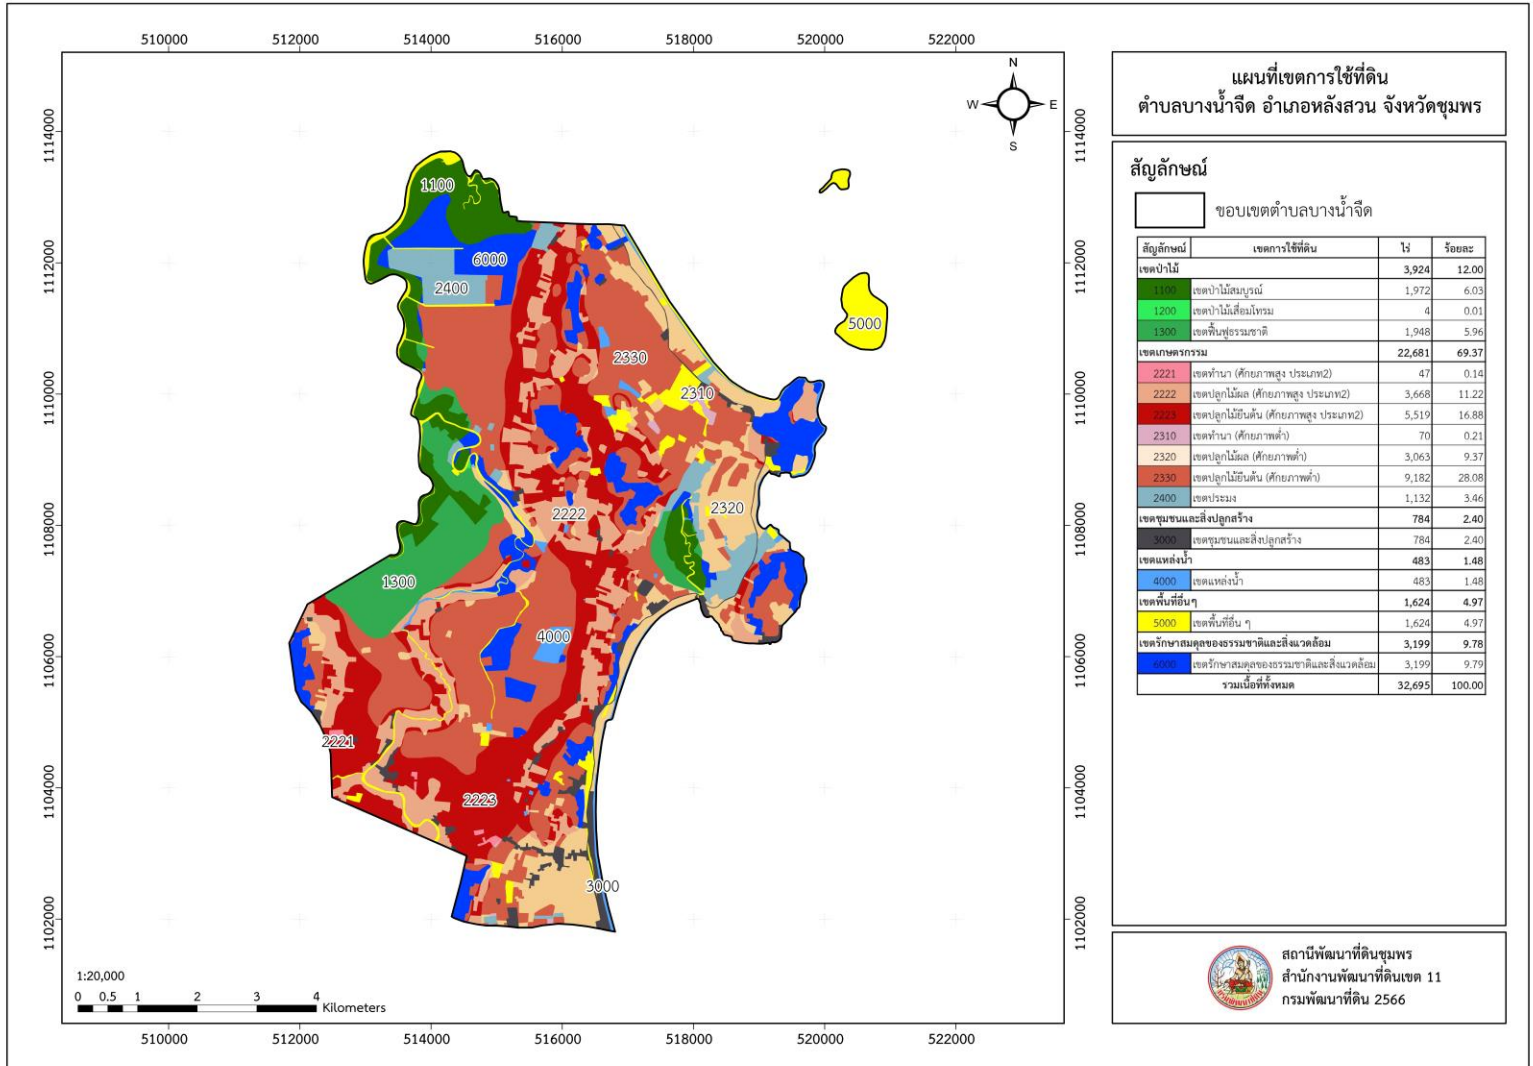 510000 512000 514000 516000 518000 520000 522000
N
W E
S
1114000 1114000
1112000 1112000
1110000 1110000
1108000 1108000
1106000 1106000
1104000 1104000
1102000 1102000
1100
6000
2400
5000
2330
2310
2320
2222
1300
4000
2221
2223
3000
1:20,000
0 0.5 1 2 3 4
Kilometers
510000 512000 514000 516000 518000 520000 522000
แผนที่เขตการใช้ที่ดิน
ตำบลบางน้ำจืด อำเภอหลังสวน จังหวัดชุมพร
สัญลักษณ์
ขอบเขตตำบลบางน้ำจืด
สัญลักษณ์ เขตการใช้ที่ดิน ไร่ ร้อยละ
เขตป่าไม้ 3,924 12.00
1100 เขตป่าไม้สมบูรณ์ 1,972 6.03
1200 เขตป่าไม้เสื่อมโทรม 4 0.01
1300 เขตฟื้นฟูธรรมชาติ 1,948 5.96
เขตเกษตรกรรม 22,681 69.37
2221 เขตทำนา (ศักยภาพสูง ประเภท2) 47 0.14
2222 เขตปลูกไม้ผล (ศักยภาพสูง ประเภท2) 3,668 11.22
2223 เขตปลูกไม้ยืนต้น (ศักยภาพสูง ประเภท2) 5,519 16.88
2310 เขตทำนา (ศักยภาพต่ำ) 70 0.21
2320 เขตปลูกไม้ผล (ศักยภาพต่ำ) 3,063 9.37
2330 เขตปลูกไม้ยืนต้น (ศักยภาพต่ำ) 9,182 28.08
2400 เขตประมง 1,132 3.46
เขตชุมชนและสิ่งปลูกสร้าง 784 2.40
3000 เขตชุมชนและสิ่งปลูกสร้าง 784 2.40
เขตแหล่งน้ำ 483 1.48
4000 เขตแหล่งน้ำ 483 1.48
เขตพื้นที่อื่นๆ 1,624 4.97
5000 เขตพื้นที่อื่น ๆ 1,624 4.97
เขตรักษาสมดุลของธรรมชาติและสิ่งแวดล้อม 3,199 9.78
6000 เขตรักษาสมดุลของธรรมชาติและสิ่งแวดล้อม 3,199 9.79
รวมเนื้อที่ทั้งหมด 32,695 100.00
สถานีพัฒนาที่ดินชุมพร
สำนักงานพัฒนาที่ดินเขต 11
กรมพัฒนาที่ดิน 2566
กรมพัฒนาที่ดิน